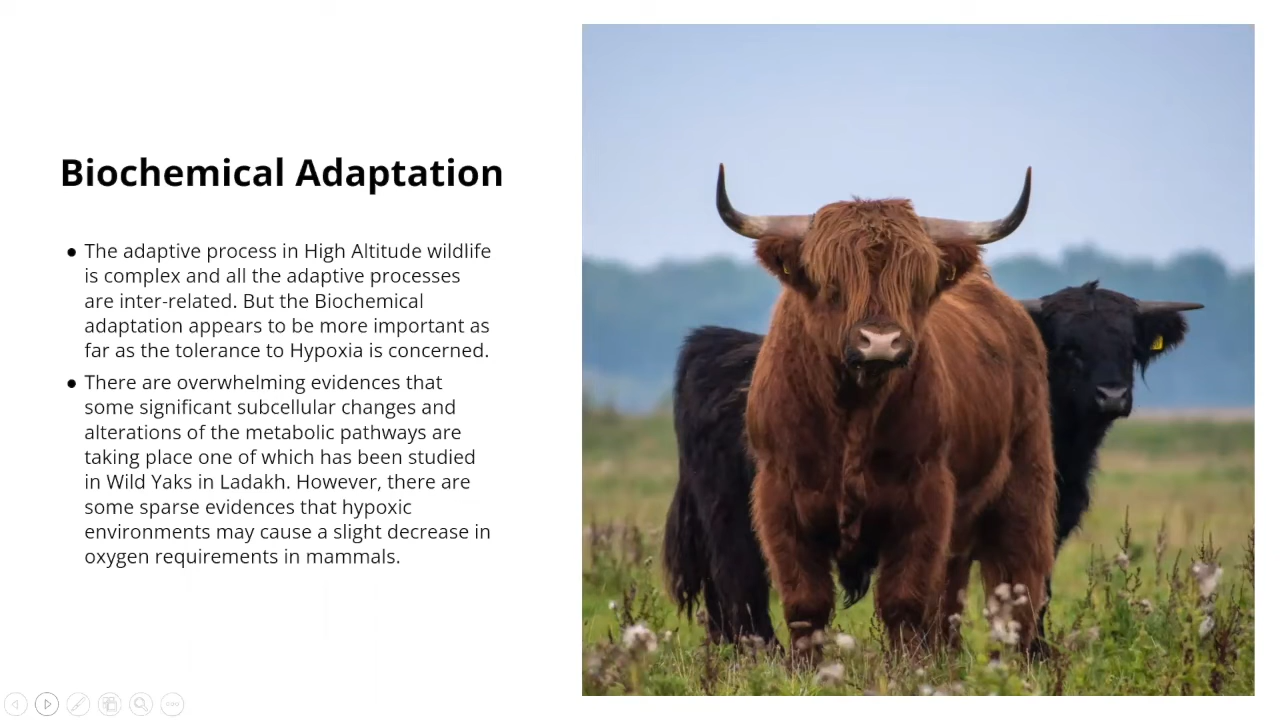 Biochemical Adaptation
● The adaptive process in High Altitude wildlife
is complex and all the adaptive processes
are inter-related. But the Biochemical
adaptation appears to be more important as
far as the tolerance to Hypoxia is concerned.
● There are overwhelming evidences that
some significant subcellular changes and
alterations of the metabolic pathways are
taking place one of which has been studied
in Wild Yaks in Ladakh. However, there are
some sparse evidences that hypoxic
environments may cause a slight decrease in
oxygen requirements in mammals.